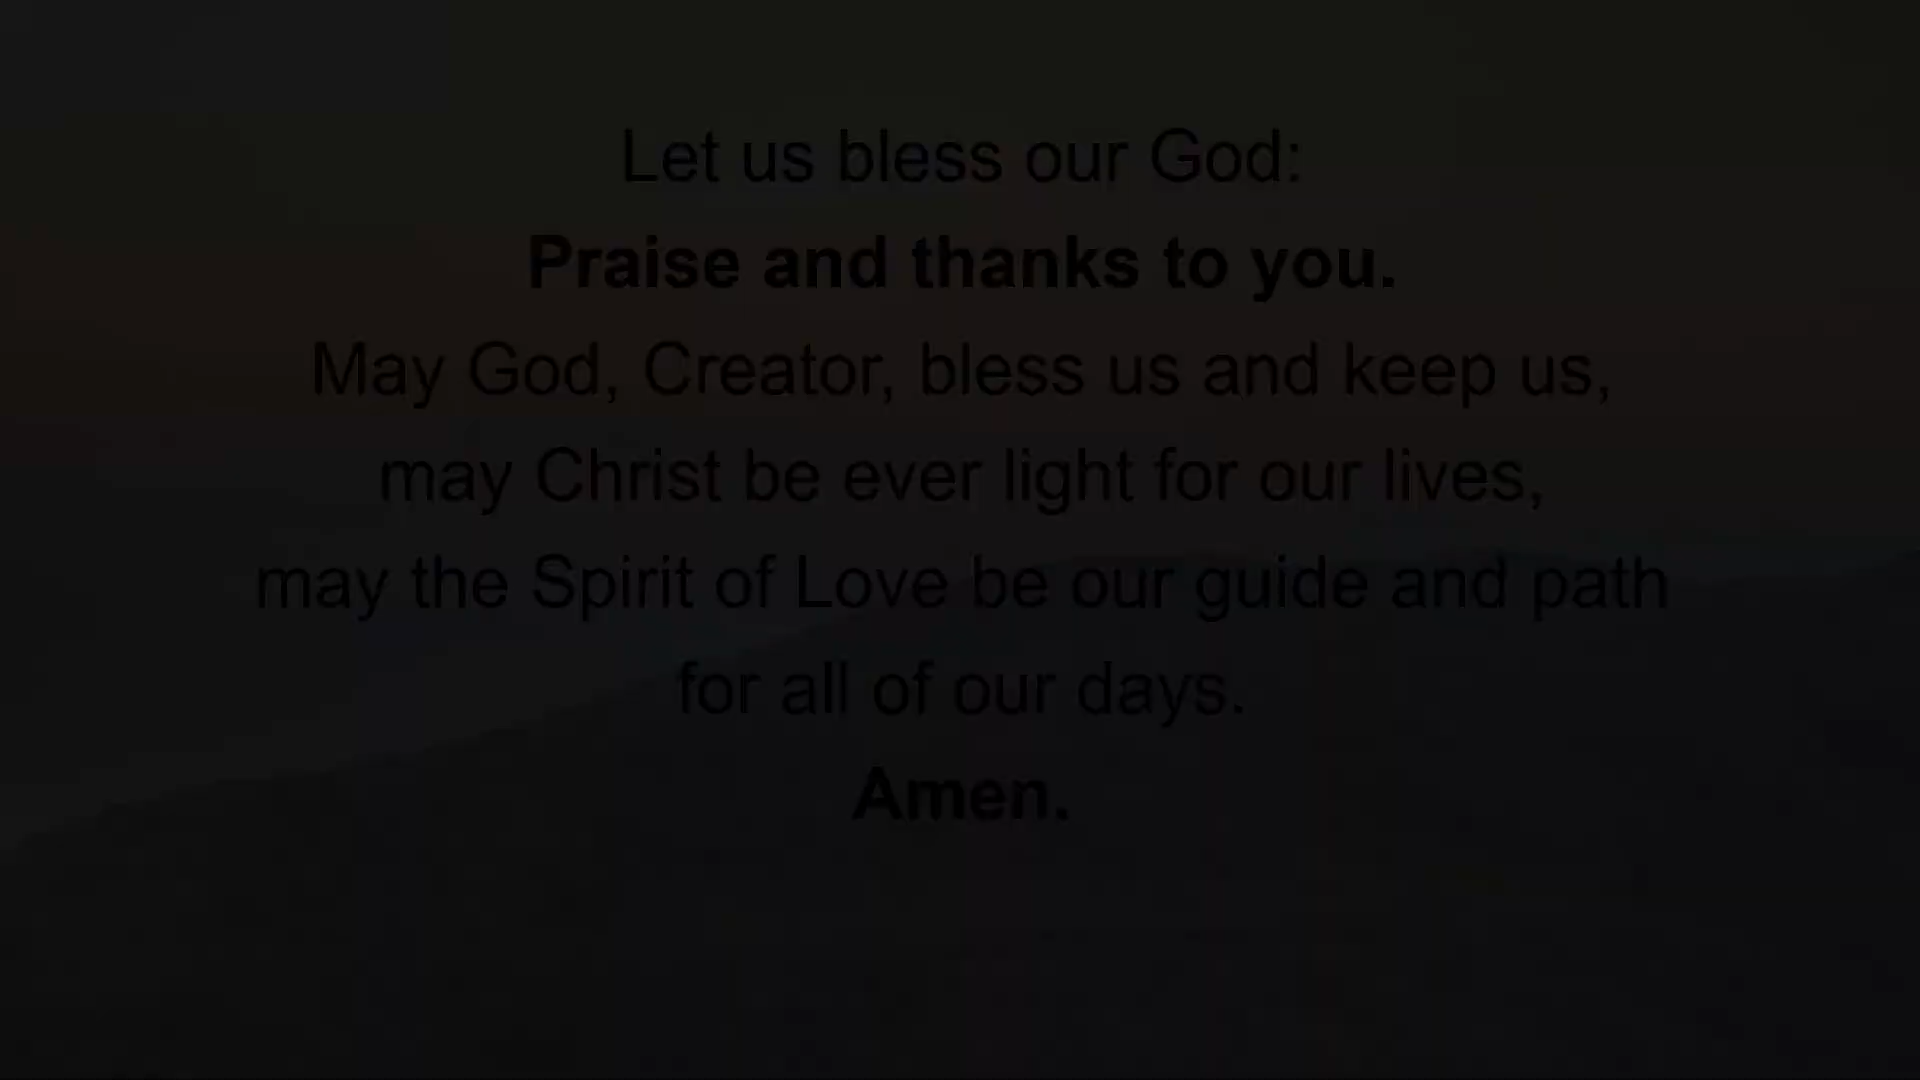 Let us bless our God:
Praise and thanks to you.
May God, Creator, bless us and keep us,
may Christ be ever light for our lives,
may the Spirit of Love be our guide and path
for all of our days.
Amen.